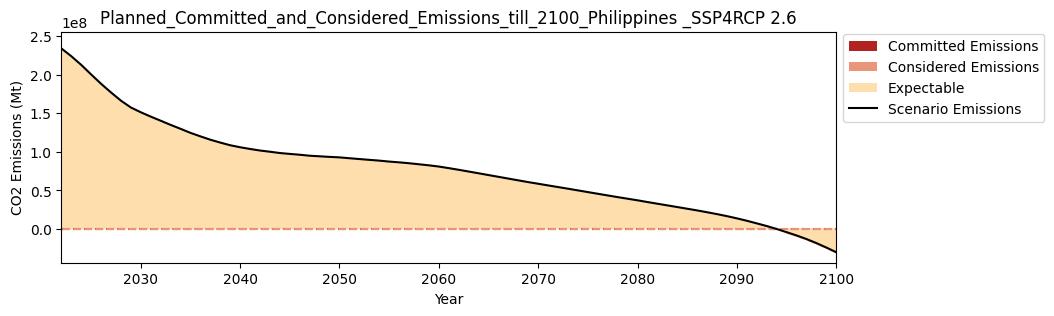 Planned_Committed_and_Considered_Emissions_till_2100_Philippines _SSP4RCP 2.6
1e8
2.5
2.0
1.5
1.0
0.5
0.0
CO2 Emissions (Mt)
2030 2040 2050 2060 2070 2080 2090 2100
Year
Committed Emissions
Considered Emissions
Expectable
Scenario Emissions